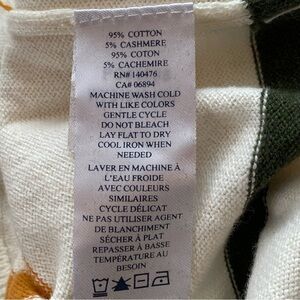 95% COTTON
5% CASHMERE
95% COTON
5% CACHEMIRE
RN# 140476
CA# 06894
MACHINE WASH COLD
WITH LIKE COLORS
GENTLE CYCLE
DO NOT BLEACH
LAY FLAT TO DRY
COOL IRON WHEN
NEEDED
LAVER EN MACHINE À
L'EAU FROIDE
AVEC COULEURS
SIMILAIRES
CYCLE DÉLICAT
NE PAS UTILISER AGENT
DE BLANCHIMENT
SÉCHER À PLAT
REPASSER À BASSE
TEMPÉRATURE AU
BESOIN